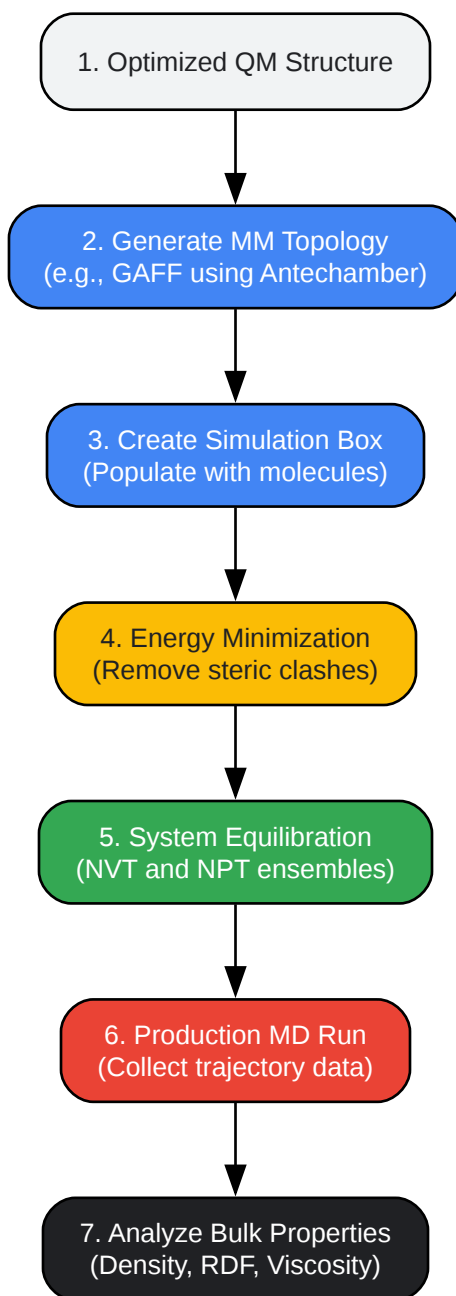 1. Optimized QM Structure
2. Generate MM Topology
(e.g., GAFF using Antechamber)
3. Create Simulation Box
(Populate with molecules)
4. Energy Minimization
(Remove steric clashes)
5. System Equilibration
(NVT and NPT ensembles)
6. Production MD Run
(Collect trajectory data)
7. Analyze Bulk Properties
(Density, RDF, Viscosity)